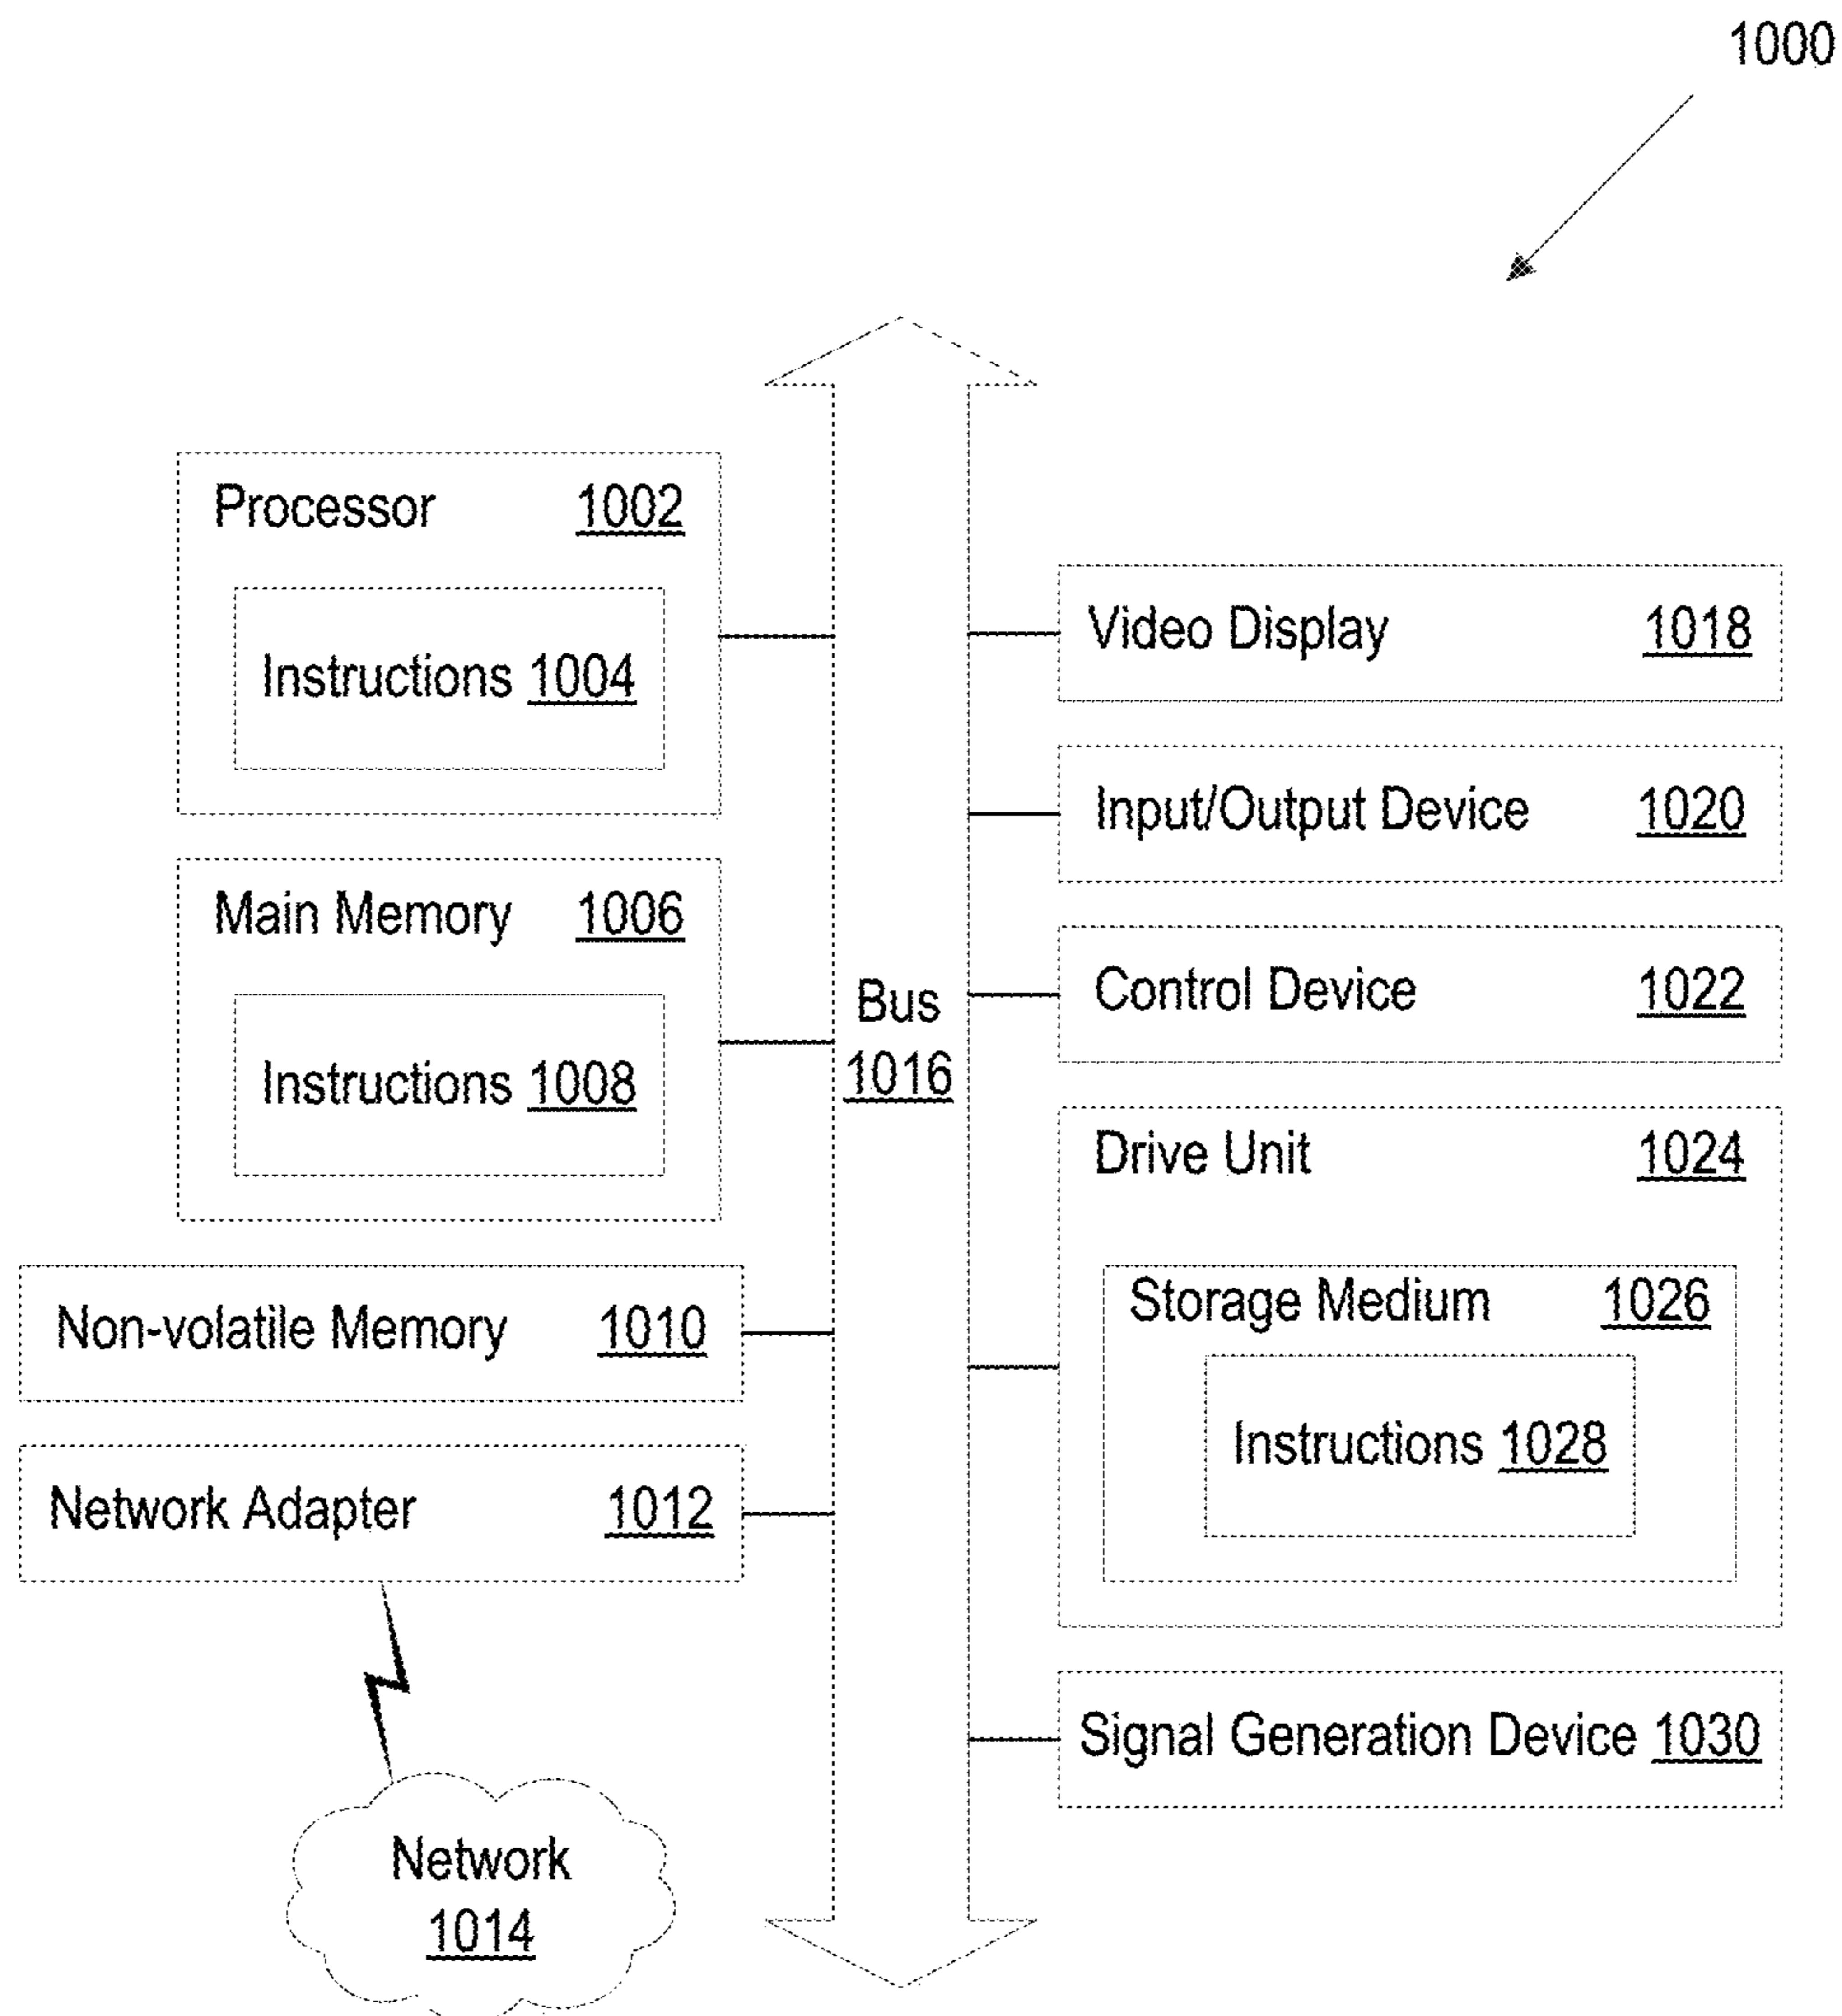 1000
Processor 1002
Instructions 1004
Main Memory 1006
Instructions 1008
Non-volatile Memory 1010
Network Adapter 1012
Network
1014
Bus
1016
Video Display 1018
Input/Output Device 1020
Control Device 1022
Drive Unit 1024
Storage Medium 1026
Instructions 1028
Signal Generation Device 1030